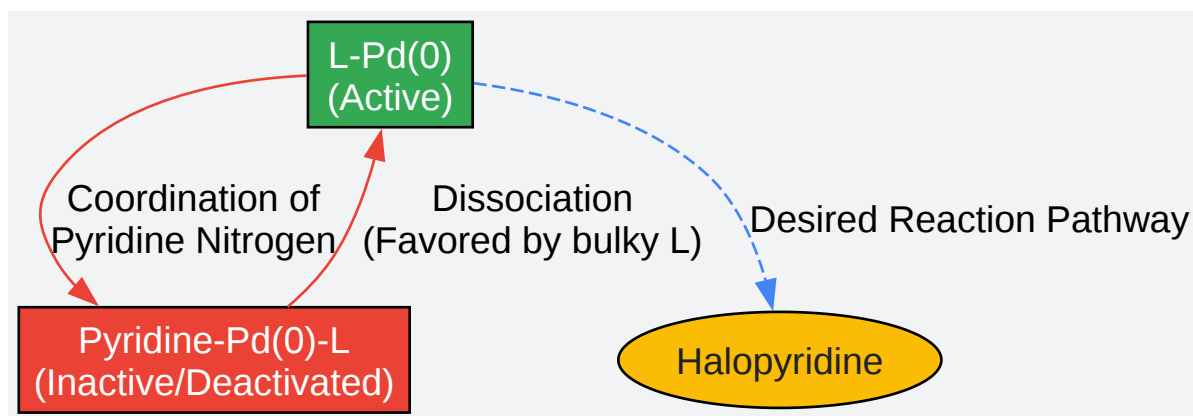 L-Pd(0)
(Active)
Coordination of
Pyridine Nitrogen
Dissociation
(Favored by bulky L)
Desired Reaction Pathway
Pyridine-Pd(0)-L
(Inactive/Deactivated)
Halopyridine